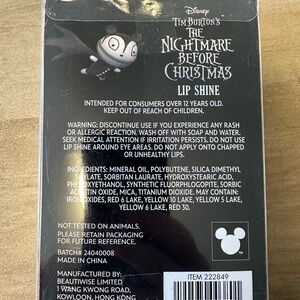 Disney
TIM BURTON'S
THE
NIGHTMARE
BEFORE
CHRISTMAS
LIP SHINE
INTENDED FOR CONSUMERS OVER 12 YEARS OLD.
KEEP OUT OF REACH OF CHILDREN.
WARNING: DISCONTINUE USE IF YOU EXPERIENCE ANY RASH
OR ALLERGIC REACTION. WASH OFF WITH SOAP AND WATER.
SEEK MEDICAL ATTENTION IF IRRITATION PERSISTS. DO NOT USE
LIP SHINE AROUND EYE AREAS. DO NOT APPLY ONTO CHAPPED
OR UNHEALTHY LIPS.
INGREDIENTS: MINERAL OIL, POLYBUTENE, SILICA DIMETHYL
SILYLATE, SORBITAN LAURATE, HYDROXYSTEARIC ACID,
PHENOXYETHANOL, SYNTHETIC FLUORPHLOGOPITE, SORBIC
ACID, TIN OXIDE, MICA, TITANIUM DIOXIDE. MAY CONTAIN:
IRON OXIDES, RED 6 LAKE, YELLOW 10 LAKE, YELLOW 5 LAKE,
YELLOW 6 LAKE, RED 30.
NOT TESTED ON ANIMALS.
PLEASE RETAIN PACKAGING
FOR FUTURE REFERENCE.
BATCH# 24040008
MADE IN CHINA
MANUFACTURED BY:
BEAUTIWISE LIMITED
1 WANG KWONG ROAD,
KOWLOON, HONG KONG
ITEM 222849